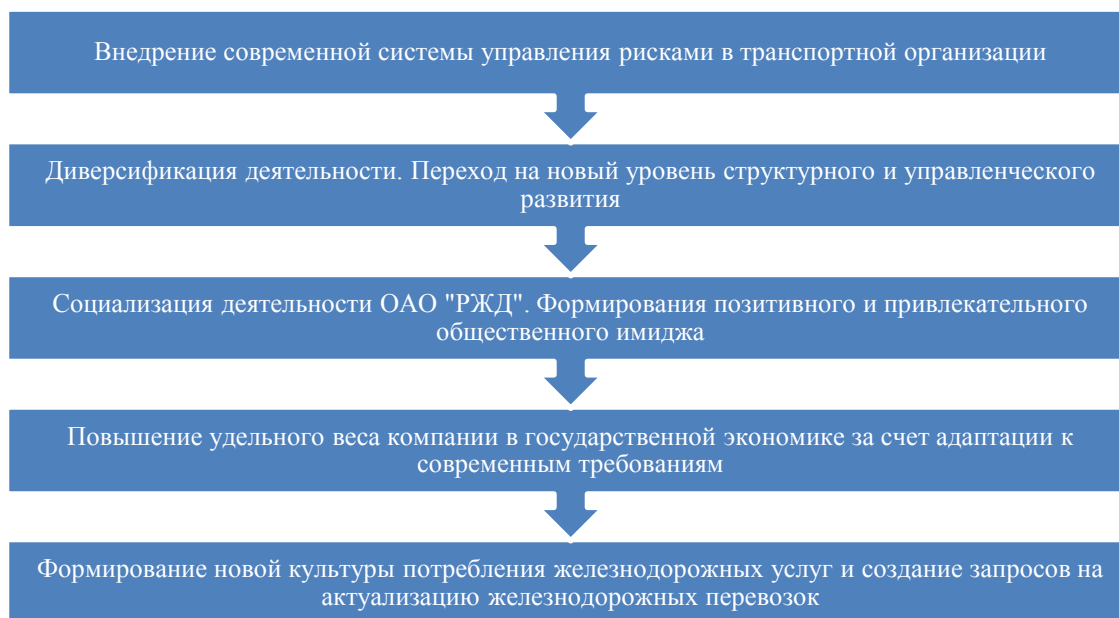 Внедрение современной системы управления рисками в транспортной организации
Диверсификация деятельности. Переход на новый уровень структурного и управленческого
развития
Социализация деятельности ОАО "РЖД". Формирования позитивного и привлекательного
общественного имиджа
Повышение удельного веса компании в государственной экономике за счет адаптации к
современным требованиям
Формирование новой культуры потребления железнодорожных услуг и создание запросов на
актуализацию железнодорожных перевозок